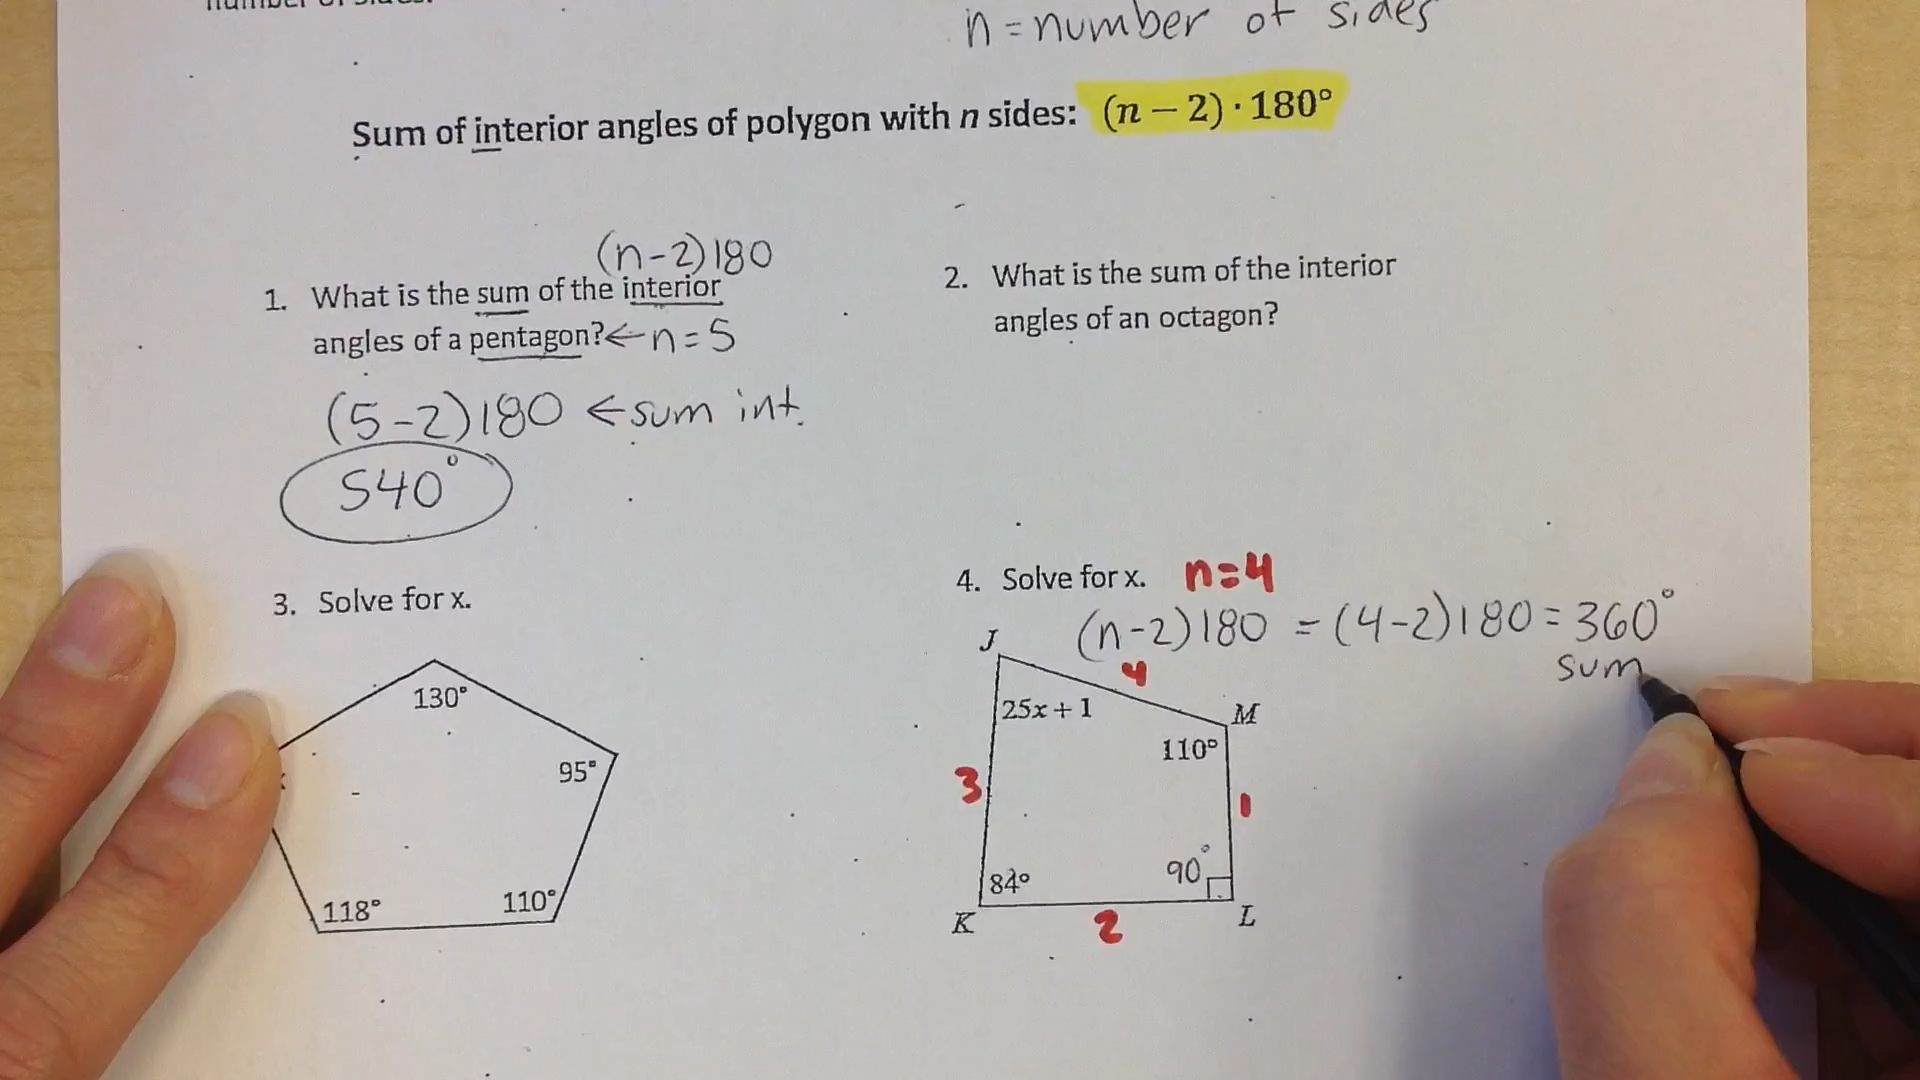 number of sides.
n = number of sides
Sum of interior angles of polygon with n sides: (n − 2) · 180°
(n-2)180
1. What is the sum of the interior
angles of a pentagon? ← n = 5
(5-2)180 ← sum int.
540°
2. What is the sum of the interior
angles of an octagon?
3. Solve for x.
130°
95°
110°
118°
4. Solve for x. n=4
(n-2)180 = (4-2)180 = 360°
sum
J
4
25x + 1
M
110°
3
1
84°
90°
K
2
L